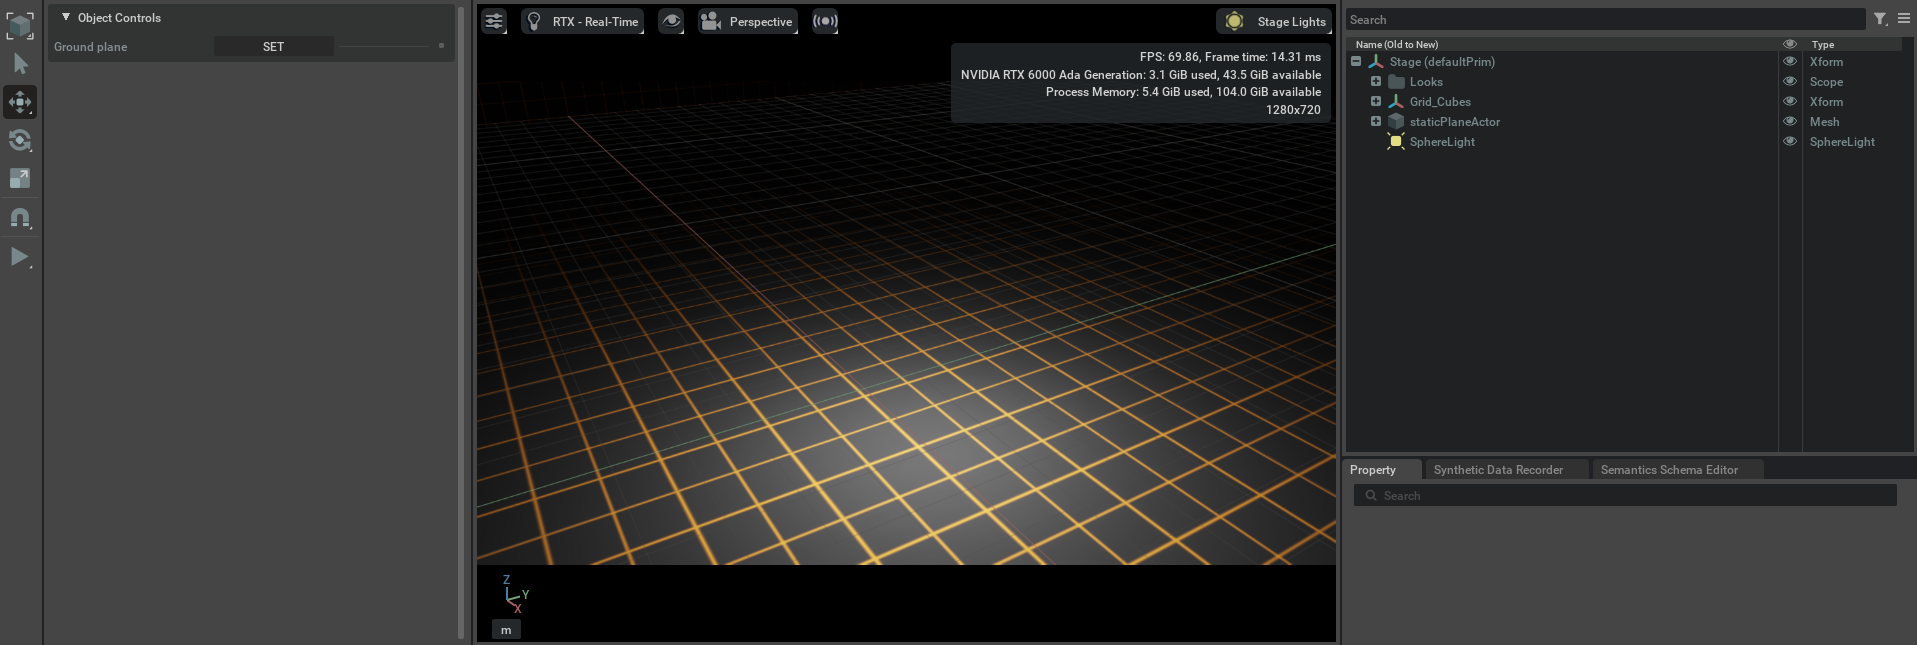 Object Controls
Ground plane
SET
RTX - Real-Time
Perspective
Stage Lights
FPS: 69.86, Frame time: 14.31 ms
NVIDIA RTX 6000 Ada Generation: 3.1 GiB used, 43.5 GiB available
Process Memory: 5.4 GiB used, 104.0 GiB available
1280x720
Z
Y
X
m
Search
Name (Old to New) Type
Stage (defaultPrim) Xform
Looks Scope
Grid_Cubes Xform
staticPlaneActor Mesh
SphereLight SphereLight
Property Synthetic Data Recorder Semantics Schema Editor
Search